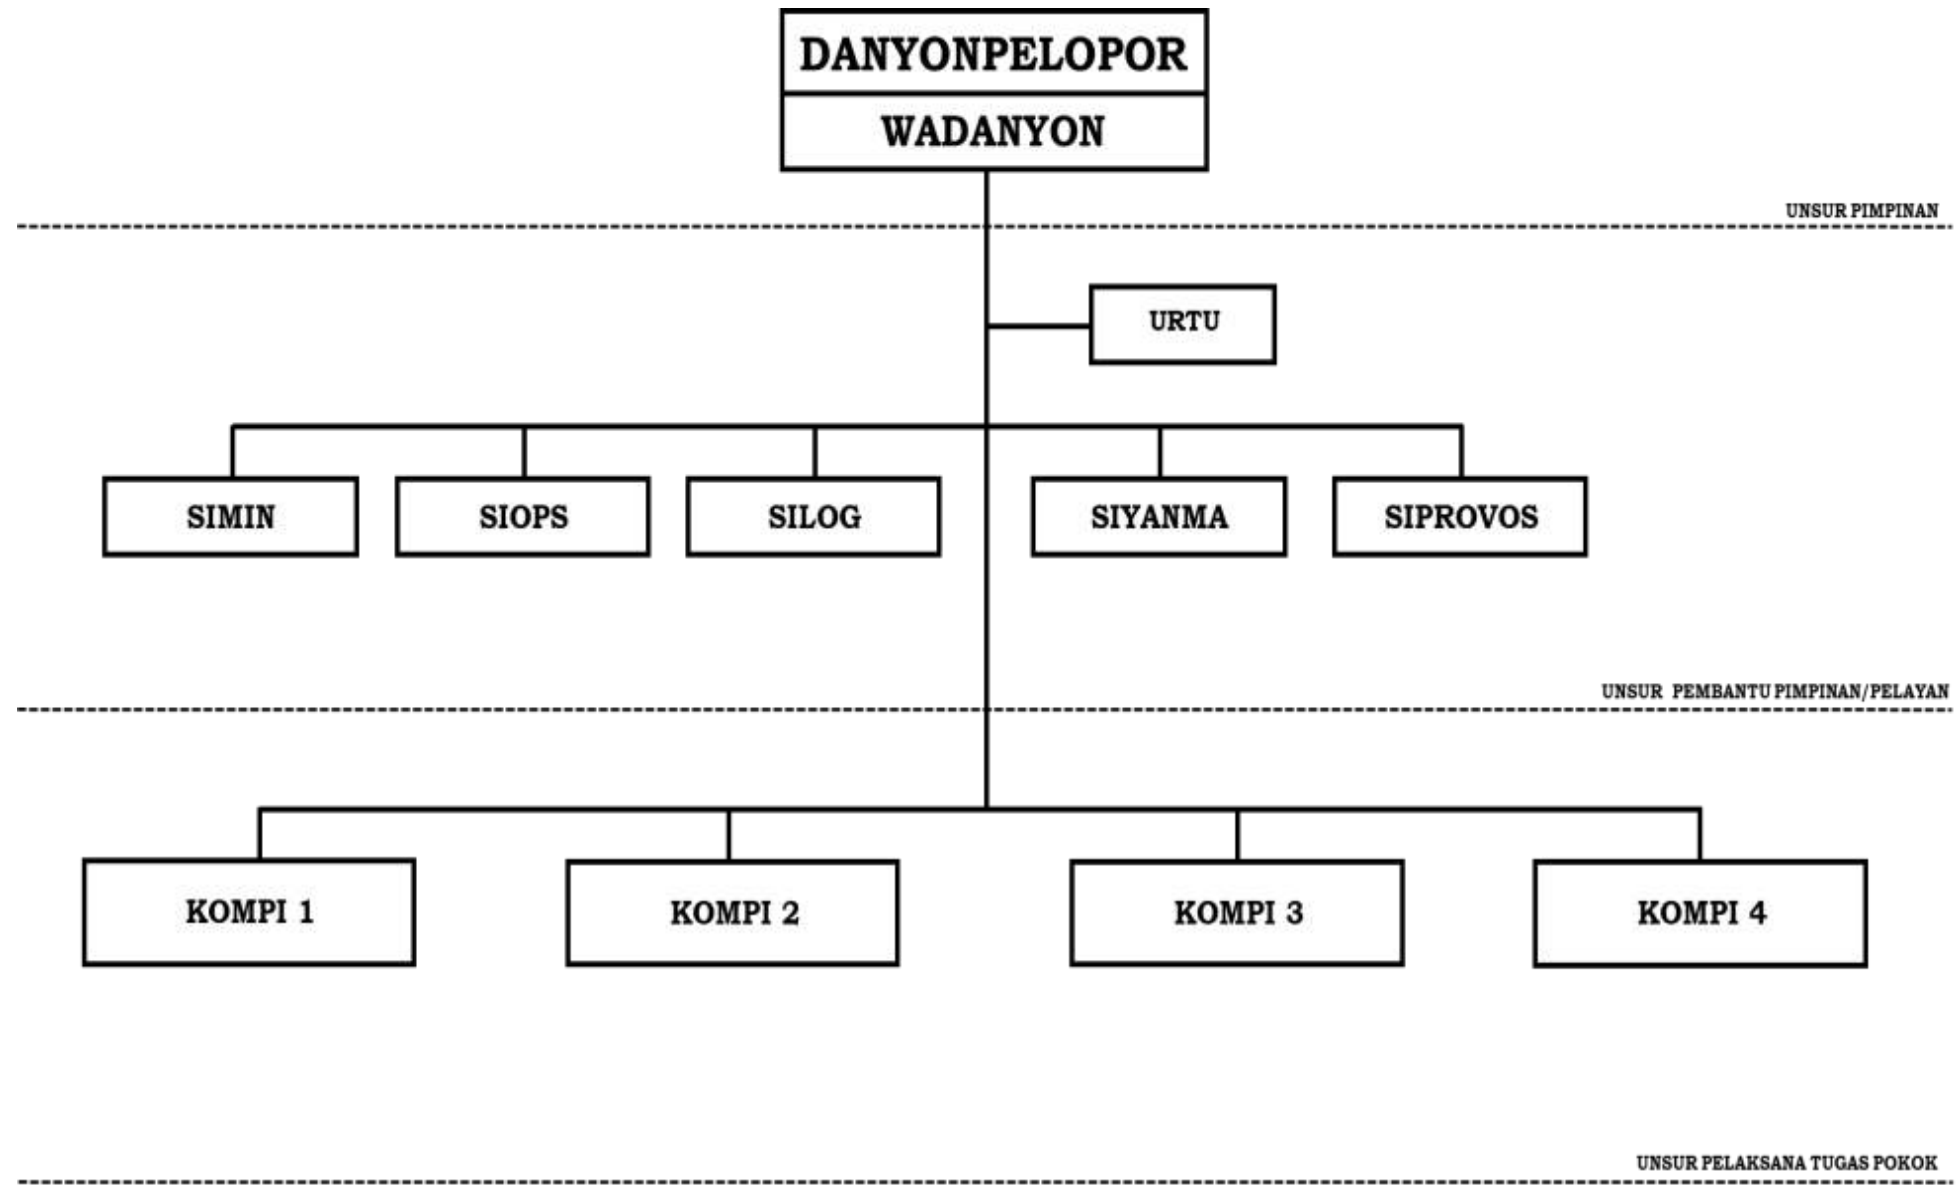 DANYONPELOPOR
WADANYON
UNSUR PIMPINAN
URTU
SIMIN
SIOPS
SILOG
SIYANMA
SIPROVOS
UNSUR PEMBANTU PIMPINAN/PELAYAN
KOMPI 1
KOMPI 2
KOMPI 3
KOMPI 4
UNSUR PELAKSANA TUGAS POKOK